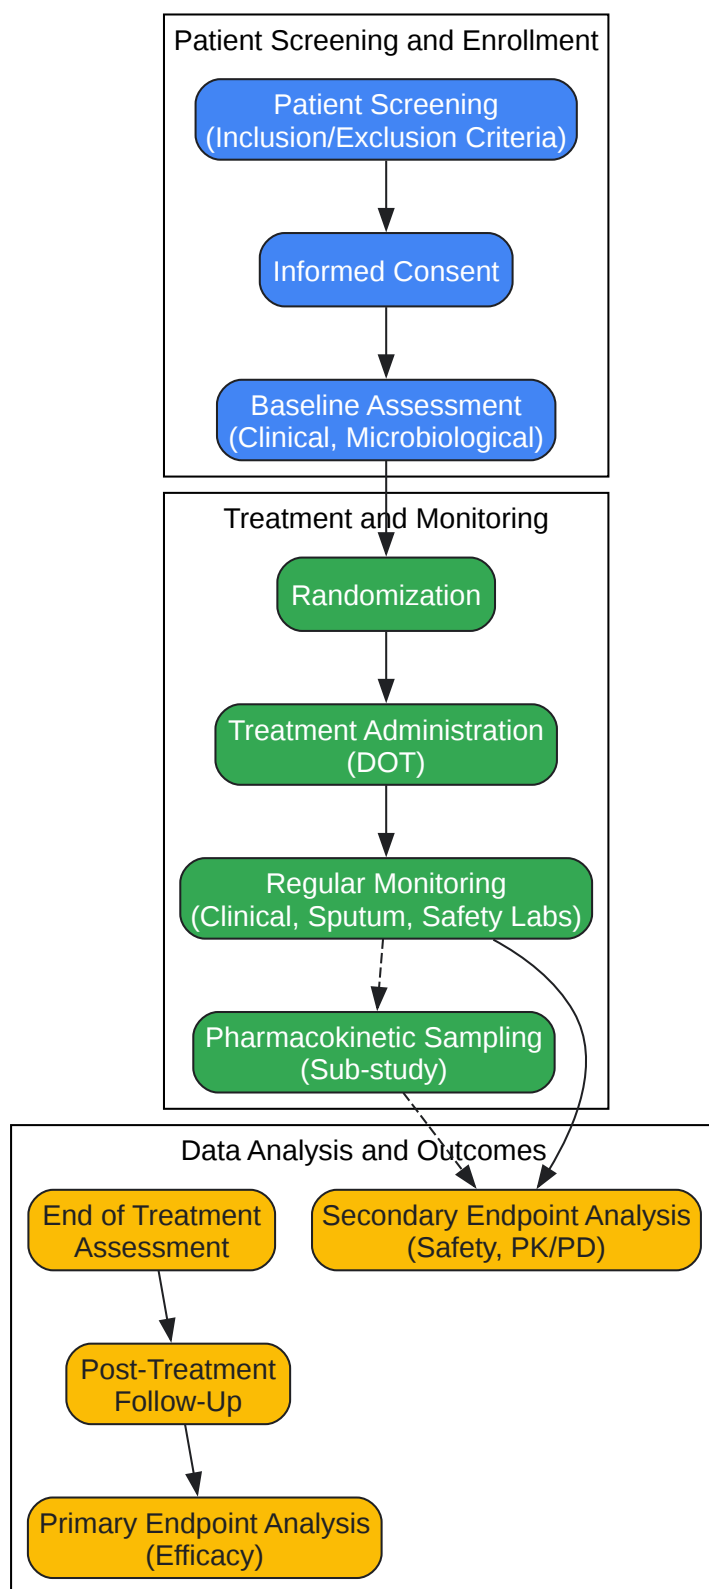 Patient Screening and Enrollment
Patient Screening
(Inclusion/Exclusion Criteria)
Informed Consent
Baseline Assessment
(Clinical, Microbiological)
Treatment and Monitoring
Randomization
Treatment Administration
(DOT)
Regular Monitoring
(Clinical, Sputum, Safety Labs)
Pharmacokinetic Sampling
(Sub-study)
Data Analysis and Outcomes
End of Treatment
Assessment
Secondary Endpoint Analysis
(Safety, PK/PD)
Post-Treatment
Follow-Up
Primary Endpoint Analysis
(Efficacy)